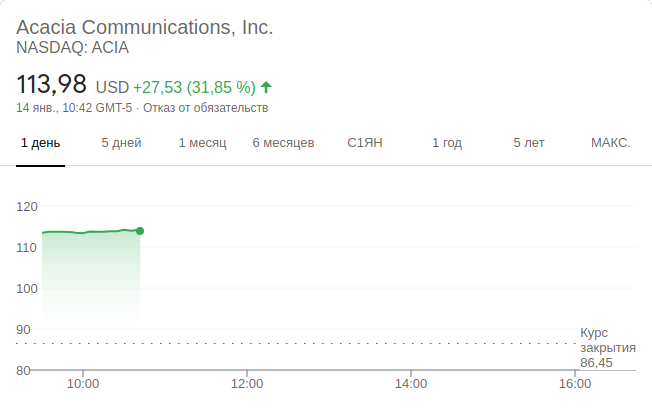 Acacia Communications, Inc.
NASDAQ: ACIA
113,98 USD +27,53 (31,85 %)
14 янв., 10:42 GMT-5 · Отказ от обязательств
1 день 5 дней 1 месяц 6 месяцев С1ЯН 1 год 5 лет МАКС.
120
110
100
90
Курс
закрытия
86,45
80
10:00 12:00 14:00 16:00